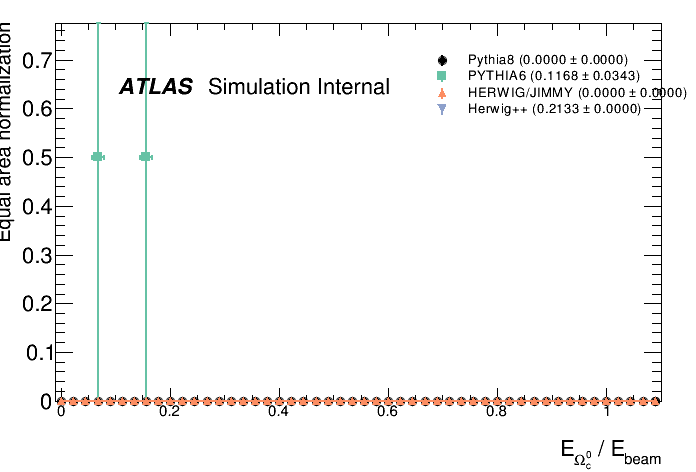 Equal area normalization
0.7
0.6
0.5
0.4
0.3
0.2
0.1
0
ATLAS Simulation Internal
Pythia8 (0.0000 ± 0.0000)
PYTHIA6 (0.1168 ± 0.0343)
HERWIG/JIMMY (0.0000 ± 0.0000)
Herwig++ (0.2133 ± 0.0000)
0 0.2 0.4 0.6 0.8 1
E_{Ω_c^0} / E_{beam}